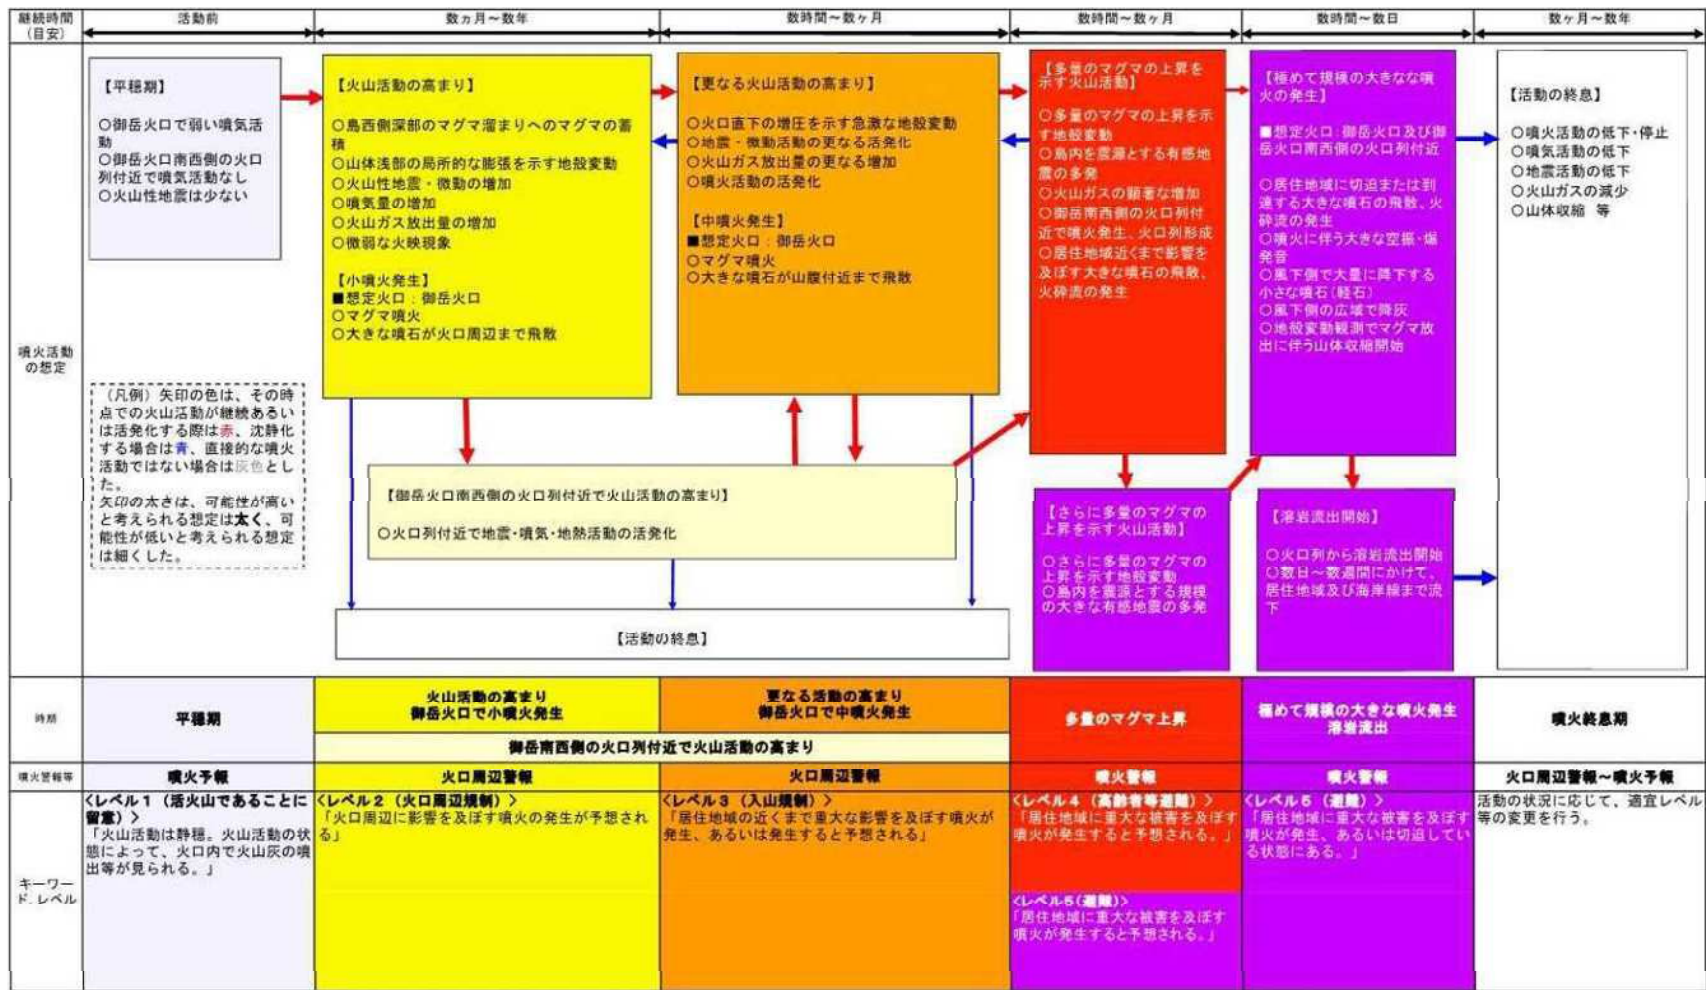 継続時間
(目安)
活動前
数ヵ月～数年
数時間～数ヶ月
数時間～数ヶ月
数時間～数日
数ヶ月～数年
噴火活動
の想定
【平穏期】
○御岳火口で弱い噴気活
動
○御岳火口南西側の火口
列付近で噴気活動なし
○火山性地震は少ない
(凡例)矢印の色は、その時
点での火山活動が継続あるい
は活発化する際は赤、沈静化
する場合は青、直接的な噴火
活動ではない場合は灰色とし
た。
矢印の太さは、可能性が高い
と考えられる想定は太く、可
能性が低いと考えられる想定
は細くした。
【火山活動の高まり】
○島西側深部のマグマ溜まりへのマグマの蓄
積
○山体浅部の局所的な膨張を示す地殻変動
○火山性地震・微動の増加
○噴気量の増加
○火山ガス放出量の増加
○微弱な火映現象
【小噴火発生】
■想定火口：御岳火口
○マグマ噴火
○大きな噴石が火口周辺まで飛散
【更なる火山活動の高まり】
○火口直下の増圧を示す急激な地殻変動
○地震・微動活動の更なる活発化
○火山ガス放出量の更なる増加
○噴火活動の活発化
【中噴火発生】
■想定火口：御岳火口
○マグマ噴火
○大きな噴石が山腹付近まで飛散
【御岳火口南西側の火口列付近で火山活動の高まり】
○火口列付近で地震・噴気・地熱活動の活発化
【活動の終息】
【多量のマグマの上昇を
示す火山活動】
○多量のマグマの上昇を示
す地殻変動
○島内を震源とする有感地
震の多発
○火山ガスの顕著な増加
○御岳南西側の火口列付
近で噴火発生、火口列形成
○居住地域近くまで影響を
及ぼす大きな噴石の飛散、
火砕流の発生
【さらに多量のマグマの
上昇を示す火山活動】
○さらに多量のマグマの
上昇を示す地殻変動
○島内を震源とする規模
の大きな有感地震の多発
【極めて規模の大きなな噴
火の発生】
■想定火口：御岳火口及び御
岳火口南西側の火口列付近
○居住地域に切迫または到
達する大きな噴石の飛散、火
砕流の発生
○噴火に伴う大きな空振・爆
発音
○風下側で大量に降下する
小さな噴石(軽石)
○風下側の広域で降灰
○地殻変動観測でマグマ放
出に伴う山体収縮開始
【溶岩流出開始】
○火口列から溶岩流出開始
○数日～数週間にかけて、
居住地域及び海岸線まで流
下
【活動の終息】
○噴火活動の低下・停止
○噴気活動の低下
○地震活動の低下
○火山ガスの減少
○山体収縮 等
時期
平穏期
火山活動の高まり
御岳火口で小噴火発生
更なる活動の高まり
御岳火口で中噴火発生
御岳南西側の火口列付近で火山活動の高まり
多量のマグマ上昇
極めて規模の大きな噴火発生
溶岩流出
噴火終息期
噴火警報等
噴火予報
火口周辺警報
火口周辺警報
噴火警報
噴火警報
火口周辺警報～噴火予報
キーワー
ド、レベル
<レベル1（活火山であることに
留意）>
「火山活動は静穏。火山活動の状
態によって、火口内で火山灰の噴
出等が見られる。」
<レベル2（火口周辺規制）>
「火口周辺に影響を及ぼす噴火の発生が予想され
る」
<レベル3（入山規制）>
「居住地域の近くまで重大な影響を及ぼす噴火が
発生、あるいは発生すると予想される」
<レベル4（高齢者等避難）>
「居住地域に重大な被害を及ぼす
噴火が発生すると予想される。」
<レベル5(避難)>
「居住地域に重大な被害を及ぼす
噴火が発生すると予想される。」
<レベル5（避難）>
「居住地域に重大な被害を及ぼす
噴火が発生、あるいは切迫してい
る状態にある。」
活動の状況に応じて、適宜レベル
等の変更を行う。